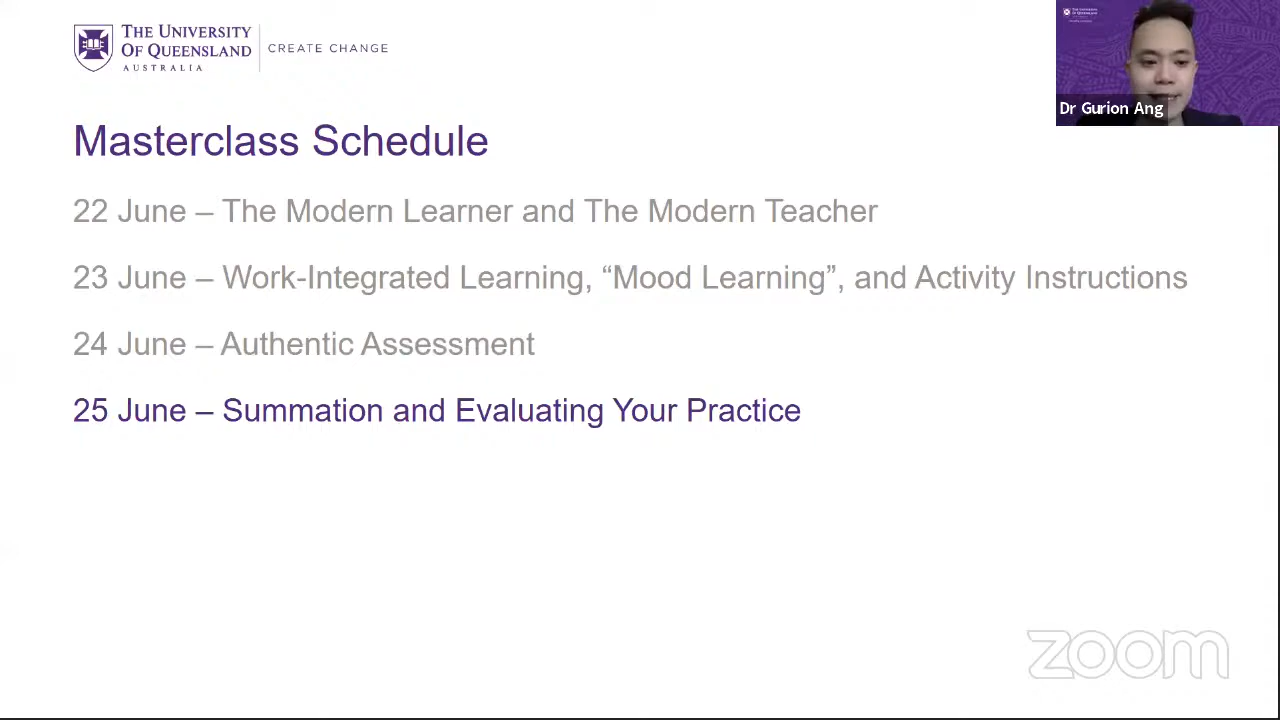 THE UNIVERSITY
OF QUEENSLAND
AUSTRALIA
CREATE CHANGE
Dr Gurion Ang
Masterclass Schedule
22 June – The Modern Learner and The Modern Teacher
23 June – Work-Integrated Learning, “Mood Learning”, and Activity Instructions
24 June – Authentic Assessment
25 June – Summation and Evaluating Your Practice
zoom